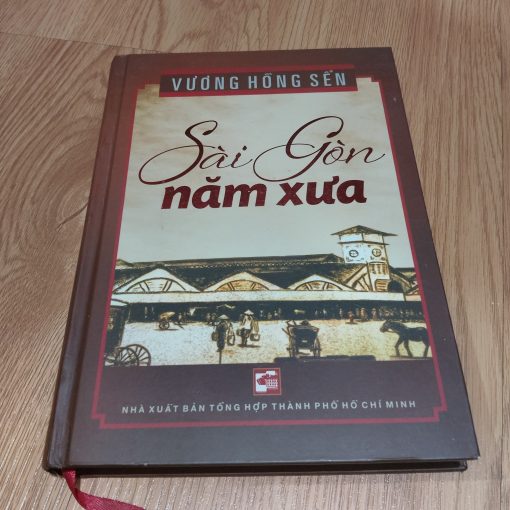 VƯƠNG HỒNG SỂN
Sài Gòn
năm xưa
NHÀ XUẤT BẢN TỔNG HỢP THÀNH PHỐ HỒ CHÍ MINH